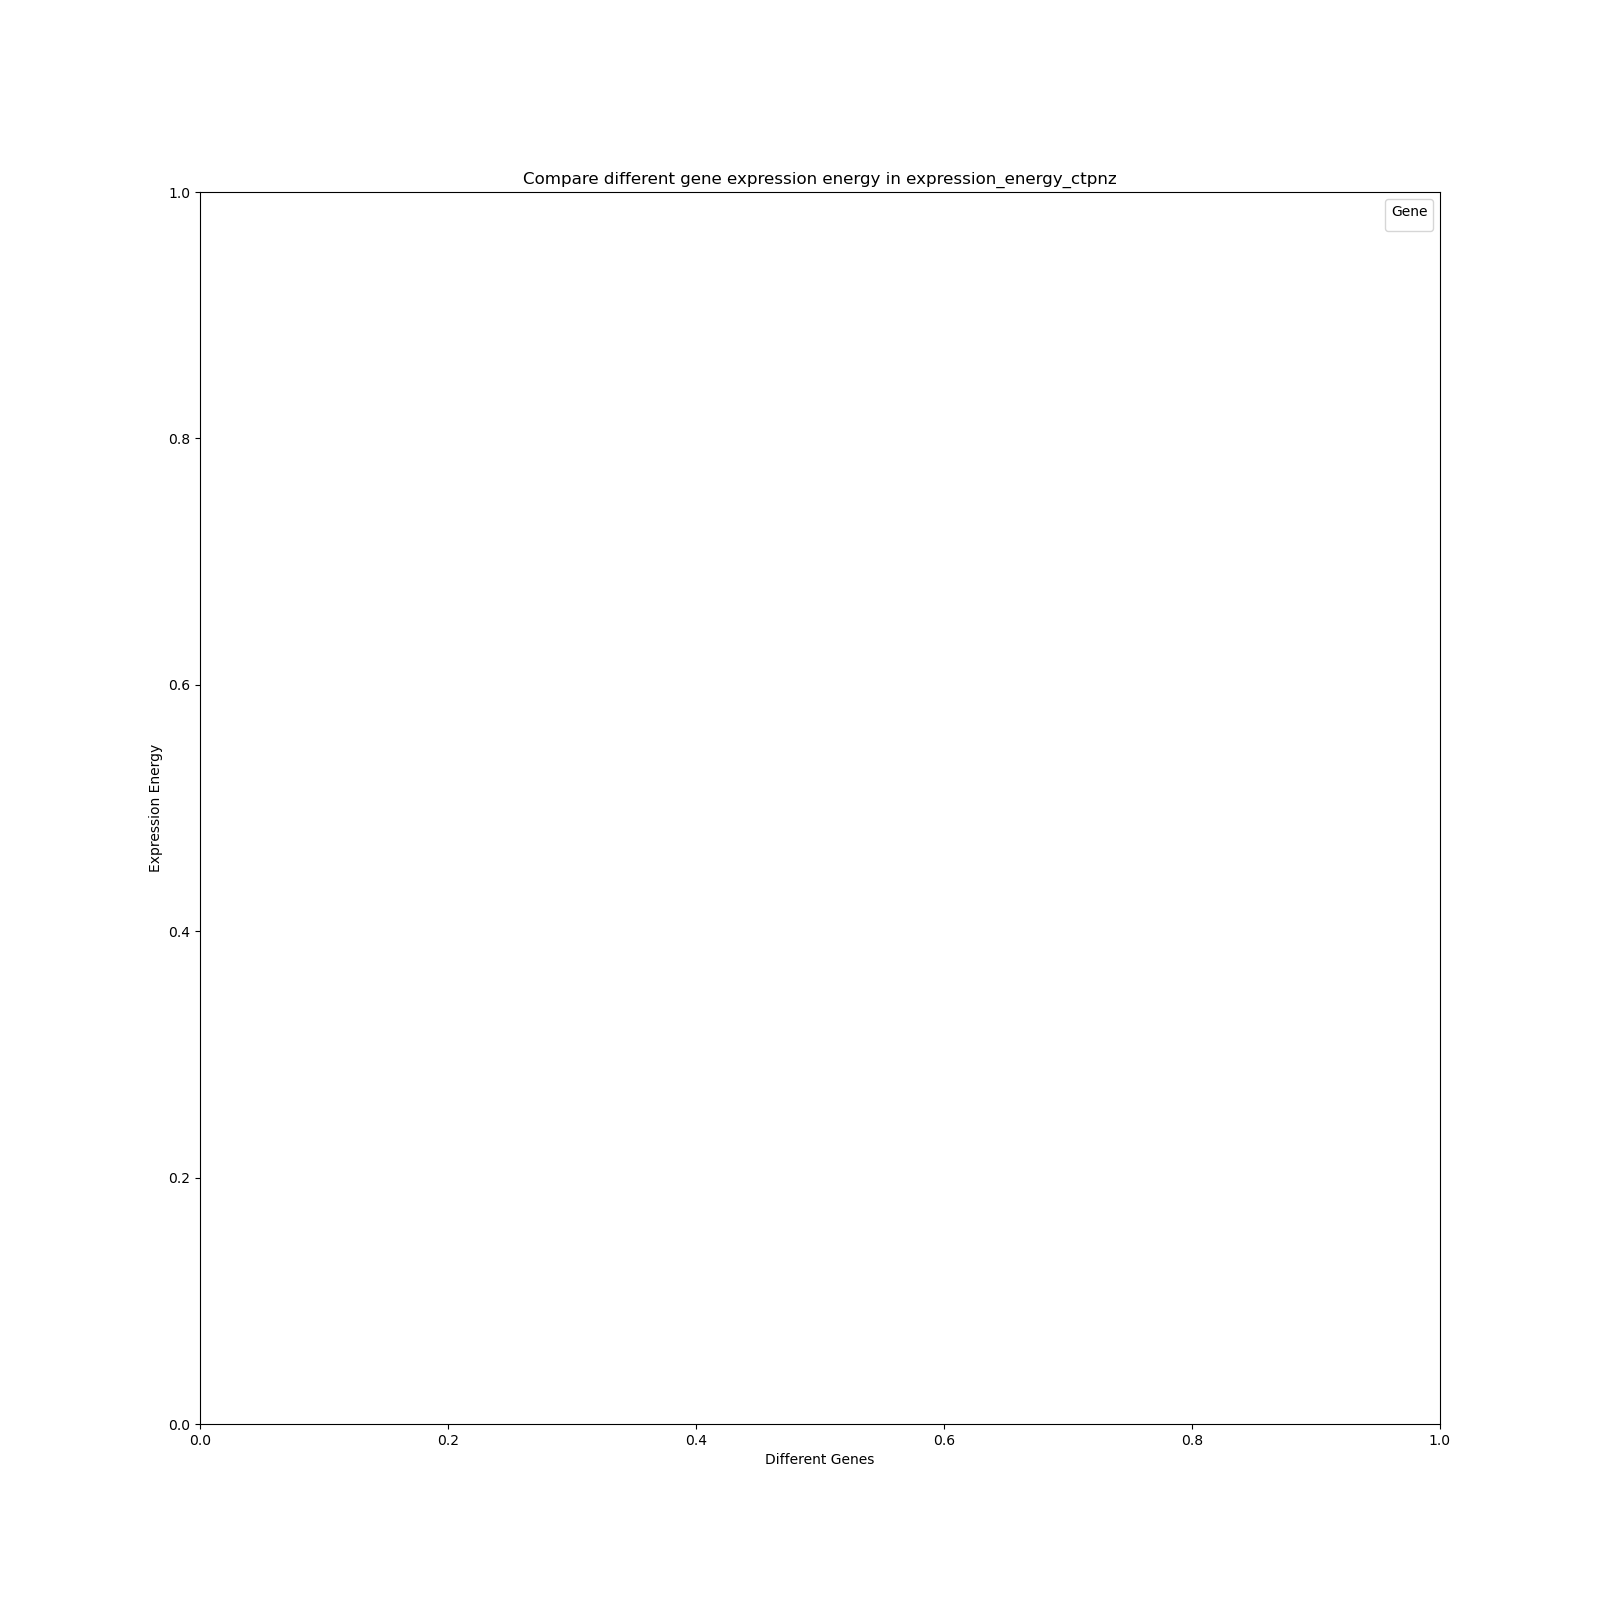 Compare different gene expression energy in expression_energy_ctpnz
Gene
1.0
0.8
0.6
0.4
0.2
0.0
Expression Energy
0.0 0.2 0.4 0.6 0.8 1.0
Different Genes